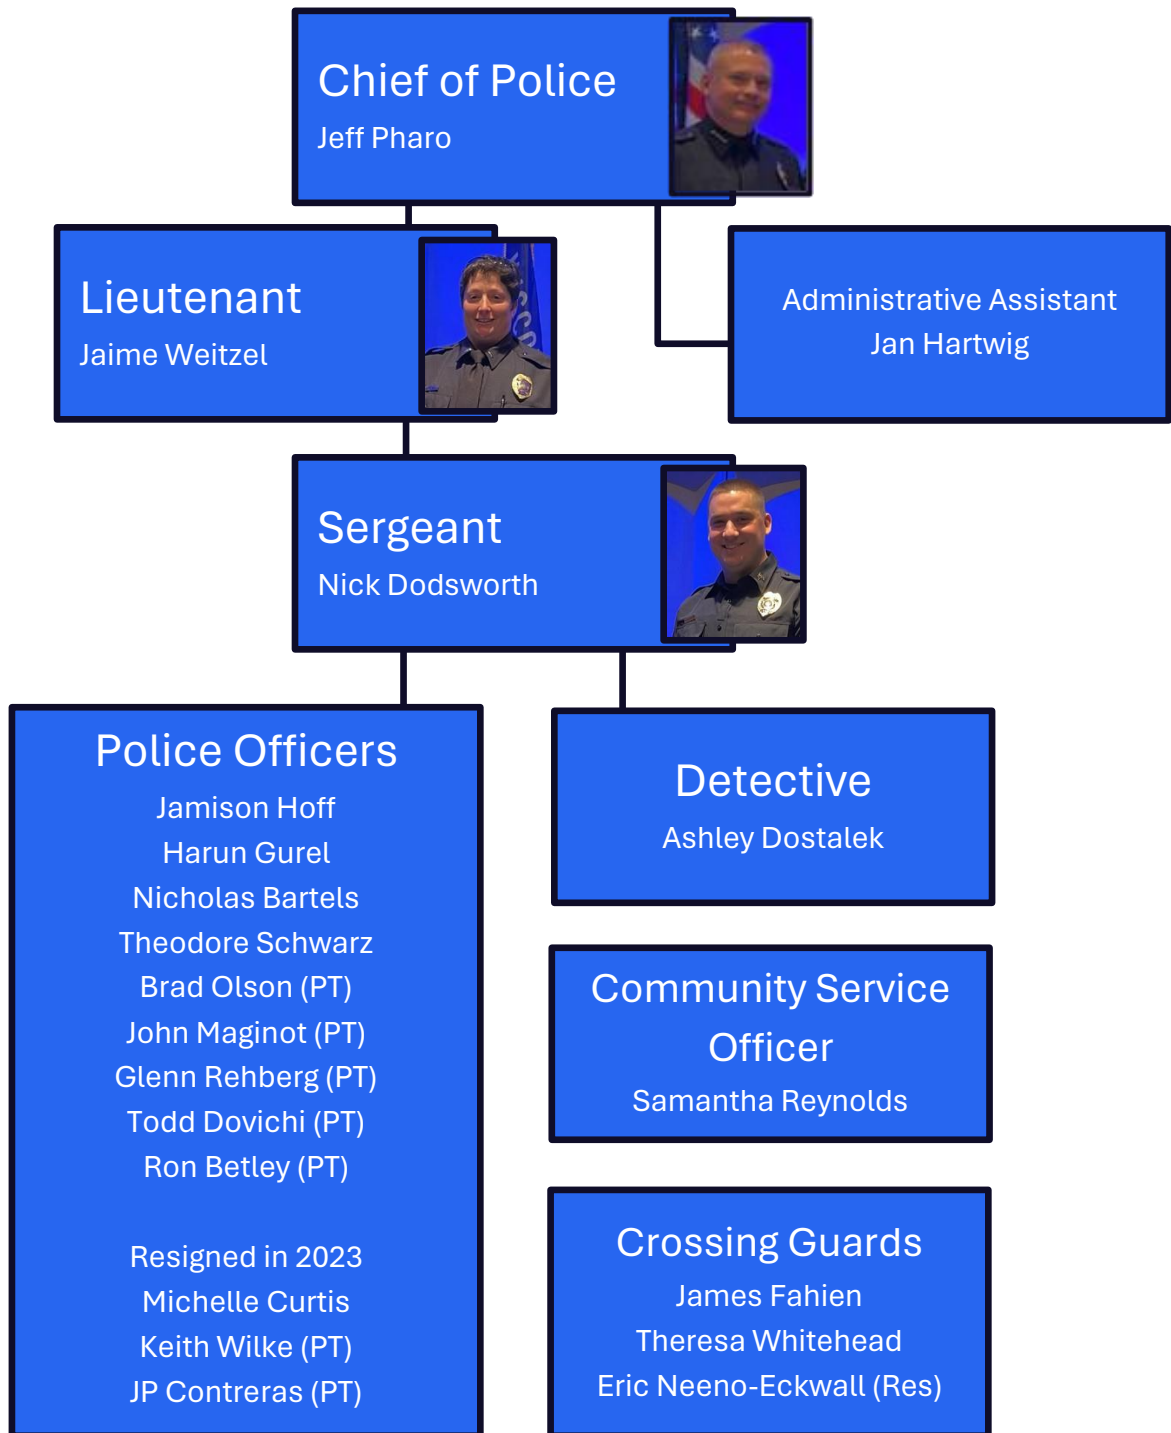 Chief of Police
Jeff Pharo
Lieutenant
Jaime Weitzel
Administrative Assistant
Jan Hartwig
Sergeant
Nick Dodsworth
Police Officers
Jamison Hoff
Harun Gurel
Nicholas Bartels
Theodore Schwarz
Brad Olson (PT)
John Maginot (PT)
Glenn Rehberg (PT)
Todd Dovichi (PT)
Ron Betley (PT)
Resigned in 2023
Michelle Curtis
Keith Wilke (PT)
JP Contreras (PT)
Detective
Ashley Dostalek
Community Service
Officer
Samantha Reynolds
Crossing Guards
James Fahien
Theresa Whitehead
Eric Neeno-Eckwall (Res)